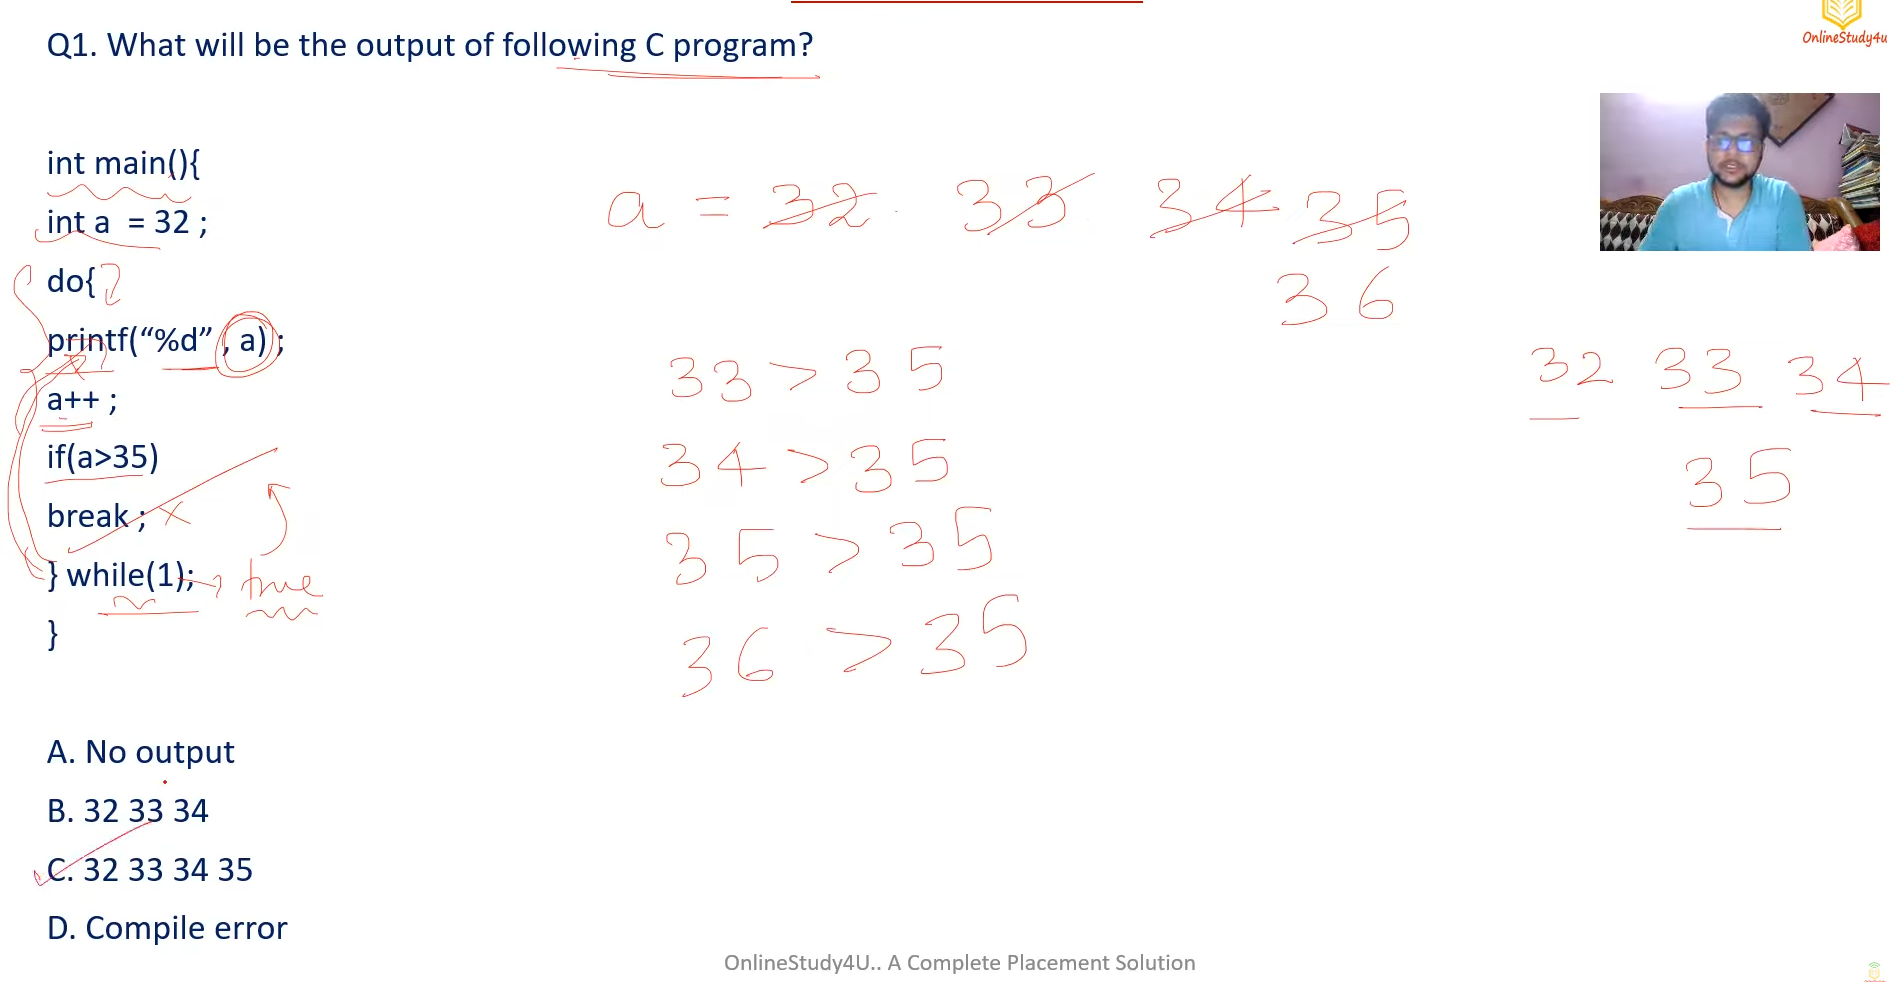 OnlineStudy4u
Q1. What will be the output of following C program?
int main(){
int a = 32 ;
do{
printf(“%d” , a) ;
a++ ;
if(a>35)
break ;
} while(1);
true
}
a = 32 33 34 35
36
33 > 35
34 > 35
35 > 35
36 > 35
32 33 34
35
A. No output
B. 32 33 34
C. 32 33 34 35
D. Compile error
OnlineStudy4U.. A Complete Placement Solution